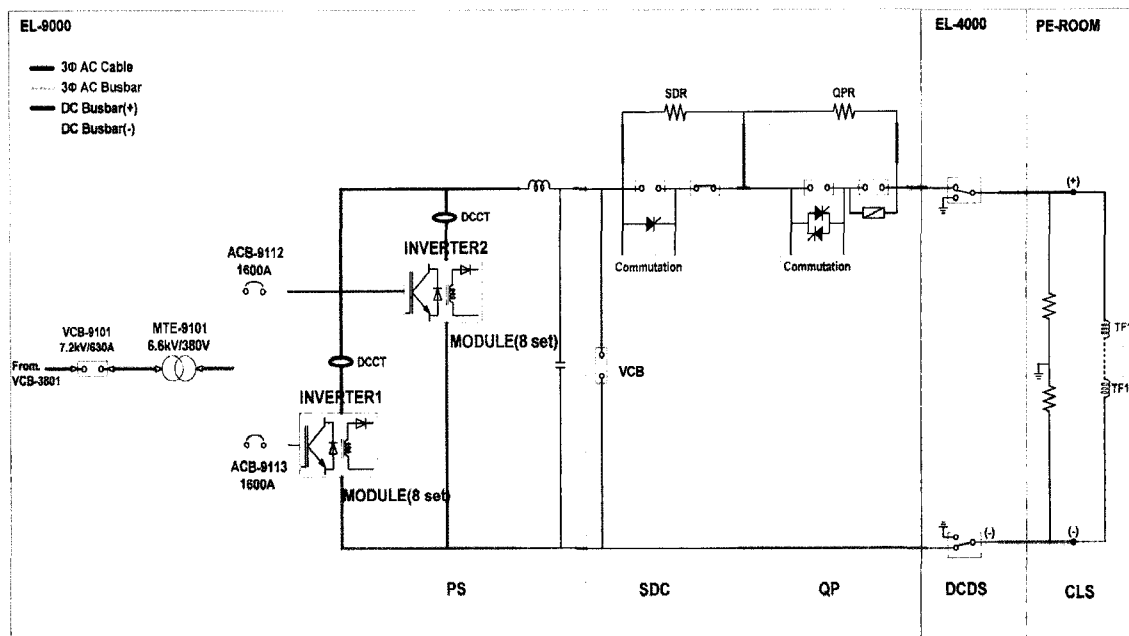 EL-9000
EL-4000
PE-ROOM
3Φ AC Cable
3Φ AC Busbar
DC Busbar(+)
DC Busbar(-)
SDR
QPR
DCCT
INVERTER2
ACB-9112
1600A
Commutation
Commutation
(+)
MODULE(8 set)
VCB-9101
7.2kV/630A
MTE-9101
6.6kV/380V
From.
VCB-3801
DCCT
VCB
INVERTER1
TF1
TF1
ACB-9113
1600A
MODULE(8 set)
(-)
(-)
PS
SDC
QP
DCDS
CLS